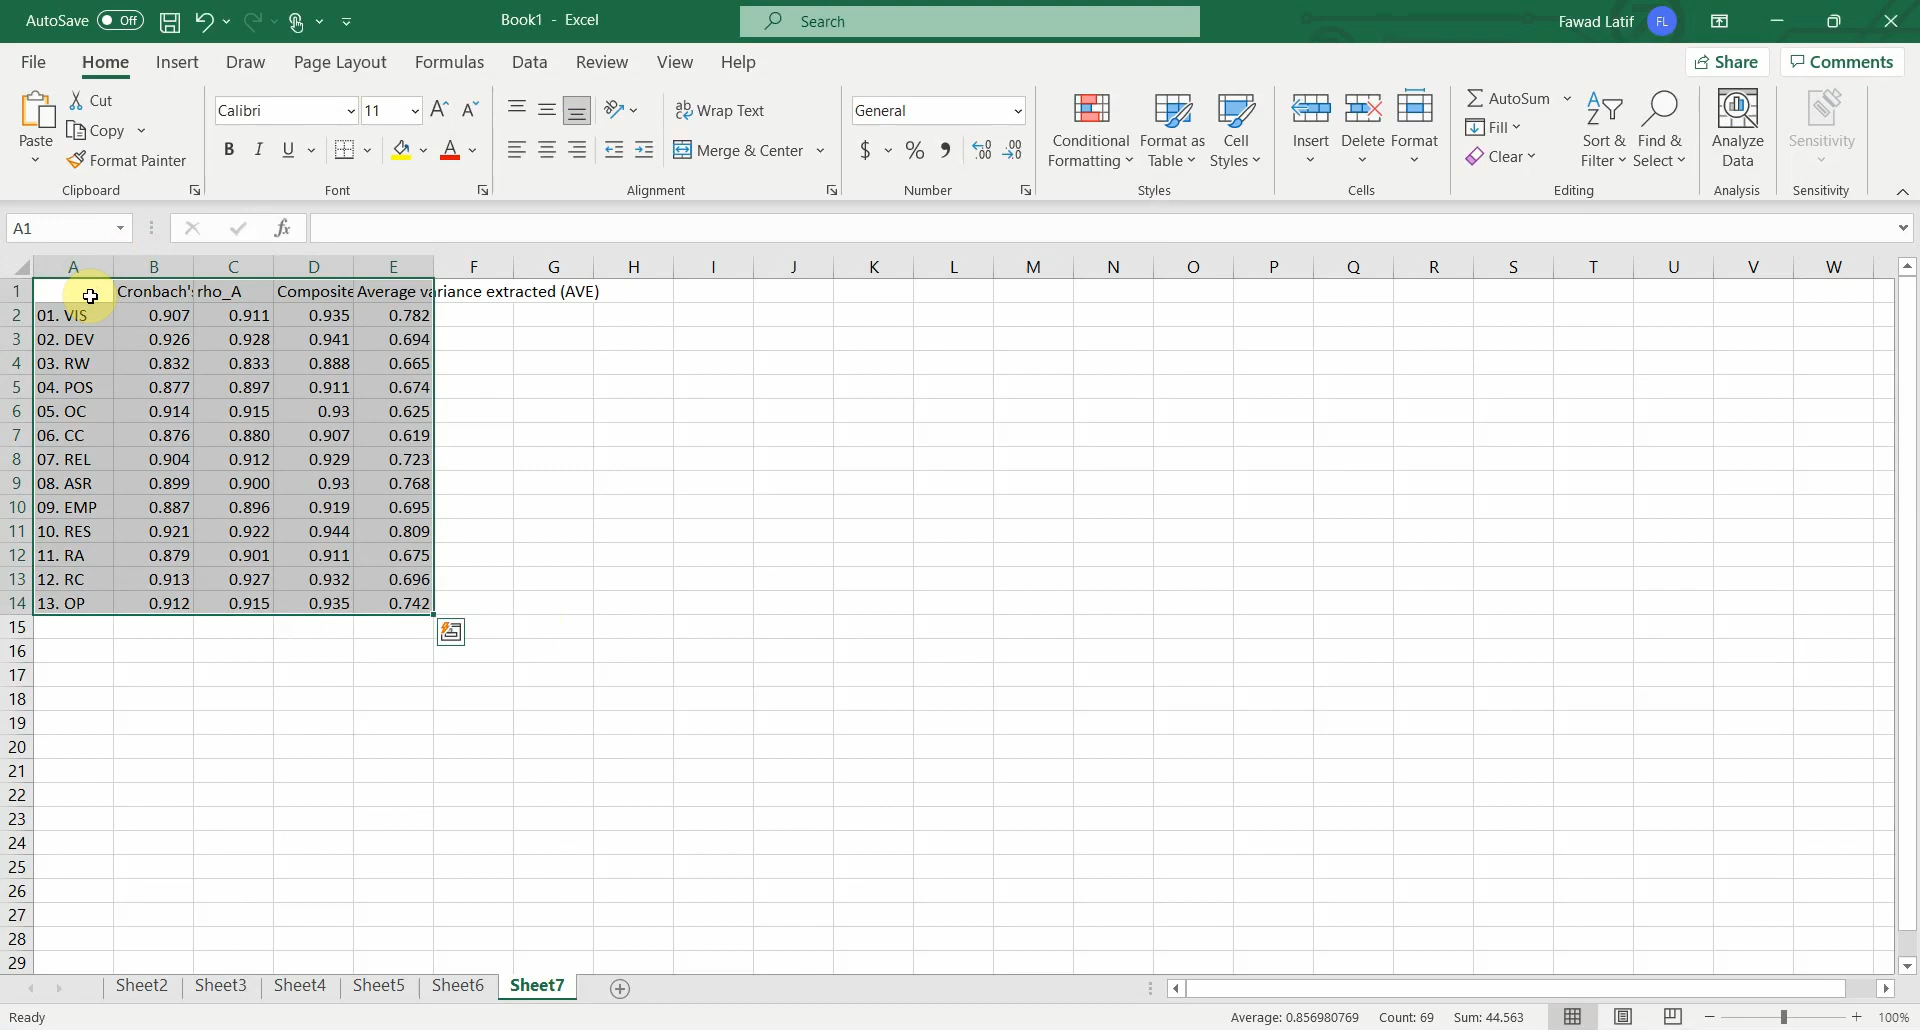 AutoSave Off Book1 - Excel Search Fawad Latif FL
File Home Insert Draw Page Layout Formulas Data Review View Help Share Comments
Paste Cut Copy Format Painter Clipboard
Calibri 11 B I U A Font
Wrap Text Merge & Center Alignment
General $ % Number
Conditional Formatting Format as Table Cell Styles Styles
Insert Delete Format Cells
AutoSum Fill Clear Sort & Filter Find & Select Editing
Analyze Data Analysis
Sensitivity Sensitivity
A1 fx
A B C D E F G H I J K L M N O P Q R S T U V W
1 Cronbach's rho_A Composite Average variance extracted (AVE)
2 01. VIS 0.907 0.911 0.935 0.782
3 02. DEV 0.926 0.928 0.941 0.694
4 03. RW 0.832 0.833 0.888 0.665
5 04. POS 0.877 0.897 0.911 0.674
6 05. OC 0.914 0.915 0.93 0.625
7 06. CC 0.876 0.880 0.907 0.619
8 07. REL 0.904 0.912 0.929 0.723
9 08. ASR 0.899 0.900 0.93 0.768
10 09. EMP 0.887 0.896 0.919 0.695
11 10. RES 0.921 0.922 0.944 0.809
12 11. RA 0.879 0.901 0.911 0.675
13 12. RC 0.913 0.927 0.932 0.696
14 13. OP 0.912 0.915 0.935 0.742
15
16
17
18
19
20
21
22
23
24
25
26
27
28
29
Sheet2 Sheet3 Sheet4 Sheet5 Sheet6 Sheet7
Ready Average: 0.856980769 Count: 69 Sum: 44.563 100%